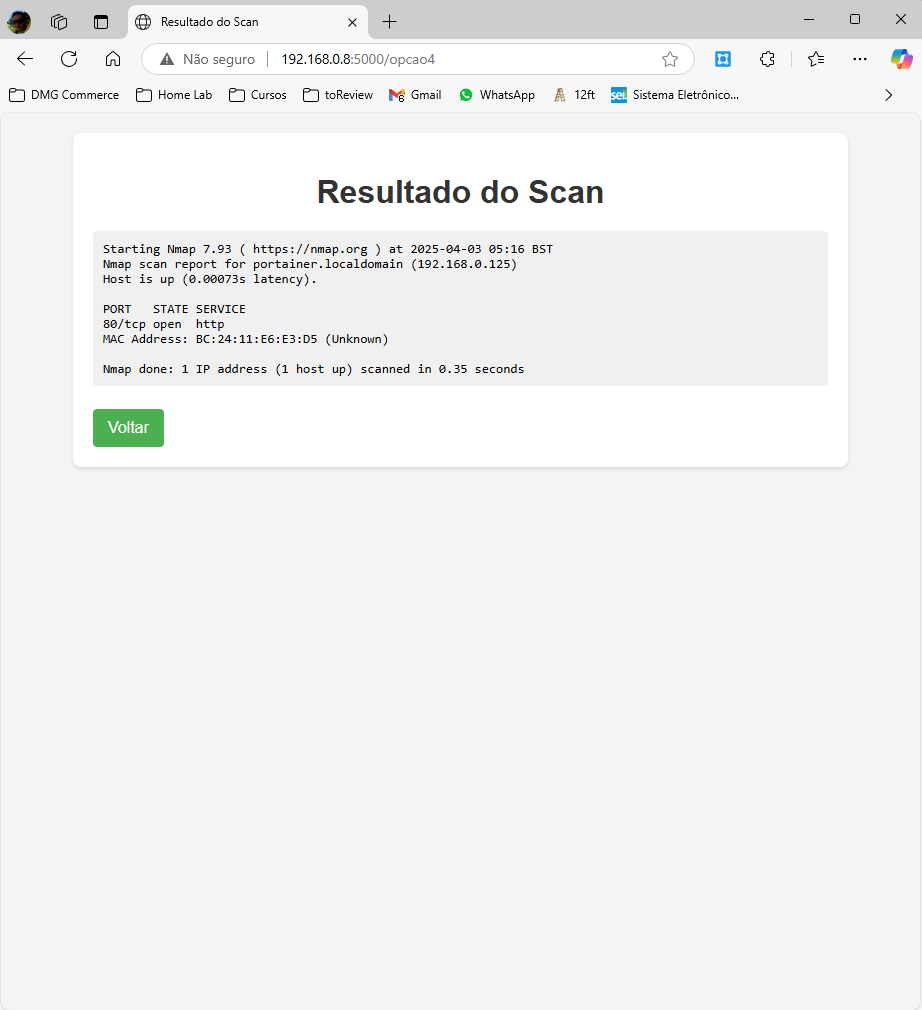 Resultado do Scan
Não seguro
192.168.0.8:5000/opcao4
DMG Commerce
Home Lab
Cursos
toReview
Gmail
WhatsApp
12ft
sei!
Sistema Eletrônico...
Resultado do Scan
Starting Nmap 7.93 ( https://nmap.org ) at 2025-04-03 05:16 BST
Nmap scan report for portainer.localdomain (192.168.0.125)
Host is up (0.00073s latency).
PORT   STATE SERVICE
80/tcp open  http
MAC Address: BC:24:11:E6:E3:D5 (Unknown)
Nmap done: 1 IP address (1 host up) scanned in 0.35 seconds
Voltar